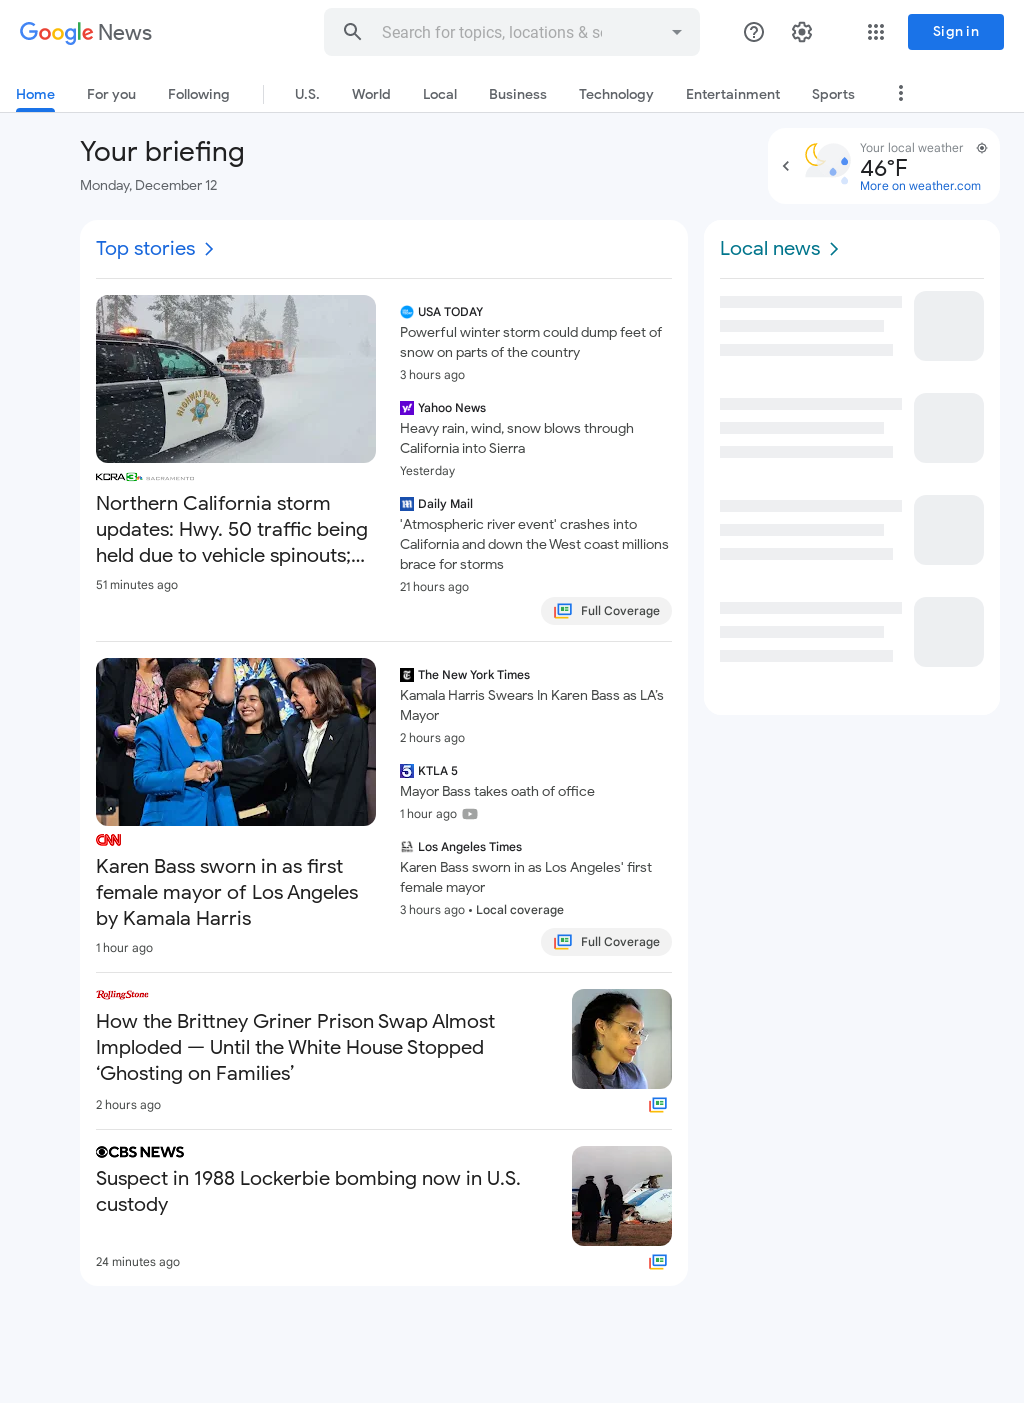 Google News
Search for topics, locations & s
Sign in
Home
For you
Following
U.S.
World
Local
Business
Technology
Entertainment
Sports
Your briefing
Monday, December 12
Your local weather
46°F
More on weather.com
Top stories
Local news
HIGHWAY PATROL
KCRA 3 SACRAMENTO
Northern California storm
updates: Hwy. 50 traffic being
held due to vehicle spinouts;...
51 minutes ago
USA TODAY
Powerful winter storm could dump feet of
snow on parts of the country
3 hours ago
Yahoo News
Heavy rain, wind, snow blows through
California into Sierra
Yesterday
Daily Mail
'Atmospheric river event' crashes into
California and down the West coast millions
brace for storms
21 hours ago
Full Coverage
CNN
Karen Bass sworn in as first
female mayor of Los Angeles
by Kamala Harris
1 hour ago
The New York Times
Kamala Harris Swears In Karen Bass as LA’s
Mayor
2 hours ago
KTLA 5
Mayor Bass takes oath of office
1 hour ago
Los Angeles Times
Karen Bass sworn in as Los Angeles' first
female mayor
3 hours ago • Local coverage
Full Coverage
RollingStone
How the Brittney Griner Prison Swap Almost
Imploded — Until the White House Stopped
‘Ghosting on Families’
2 hours ago
CBS NEWS
Suspect in 1988 Lockerbie bombing now in U.S.
custody
24 minutes ago